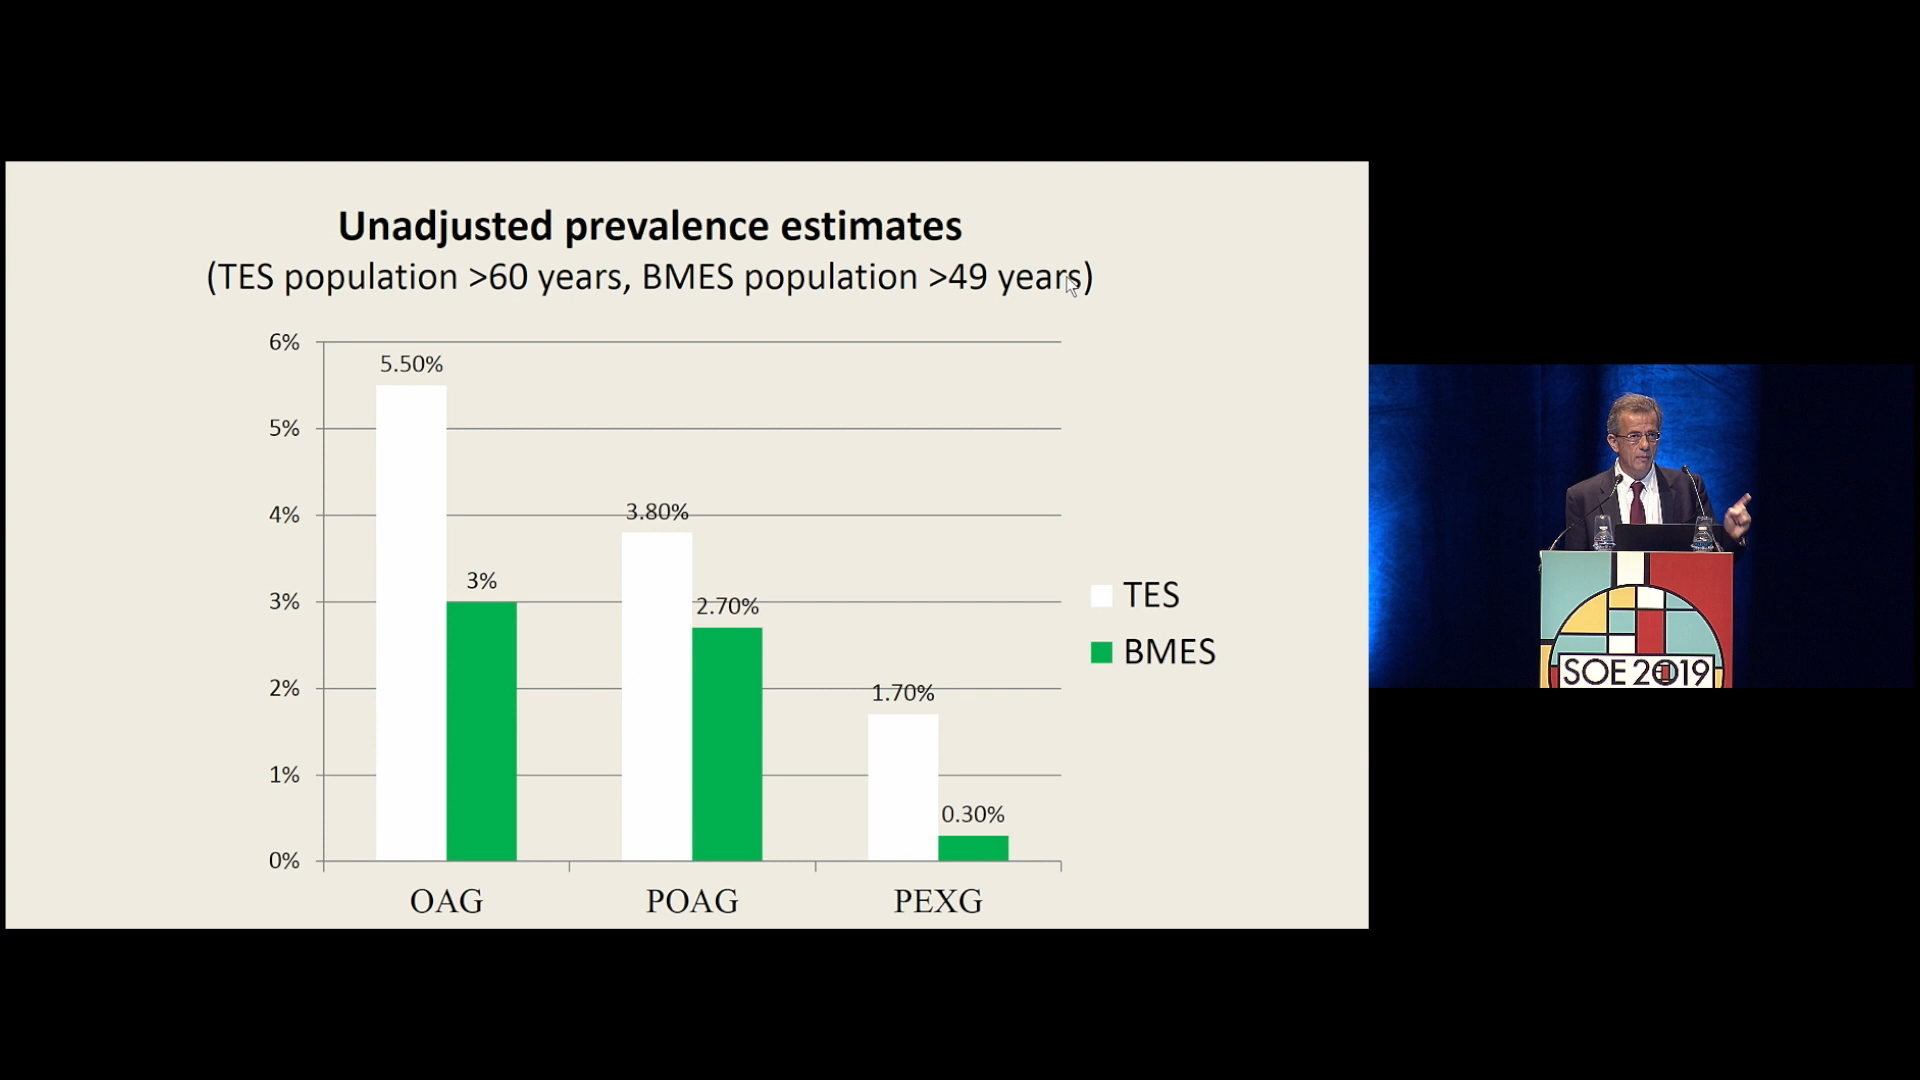 Unadjusted prevalence estimates
(TES population >60 years, BMES population >49 years)
6%
5%
4%
3%
2%
1%
0%
5.50%
3%
3.80%
2.70%
1.70%
0.30%
OAG
POAG
PEXG
TES
BMES
SOE 2019